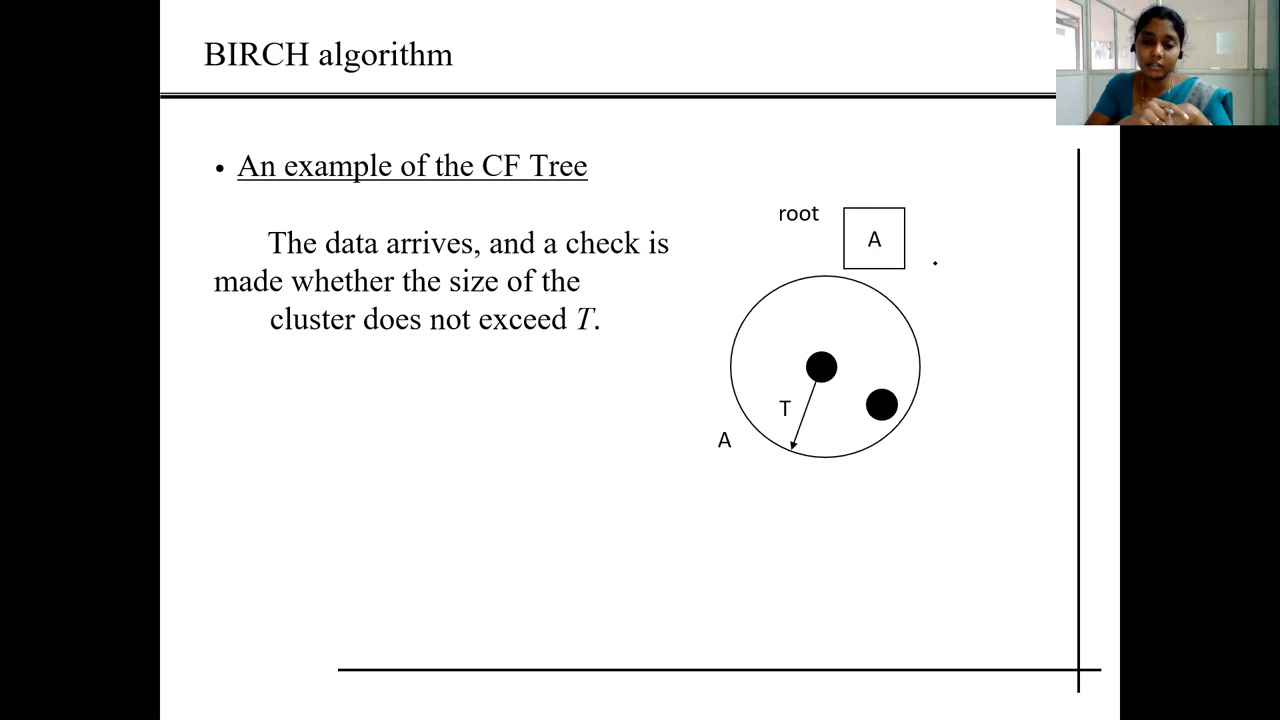 BIRCH algorithm
• An example of the CF Tree
The data arrives, and a check is
made whether the size of the
cluster does not exceed T.
root
A
T
A